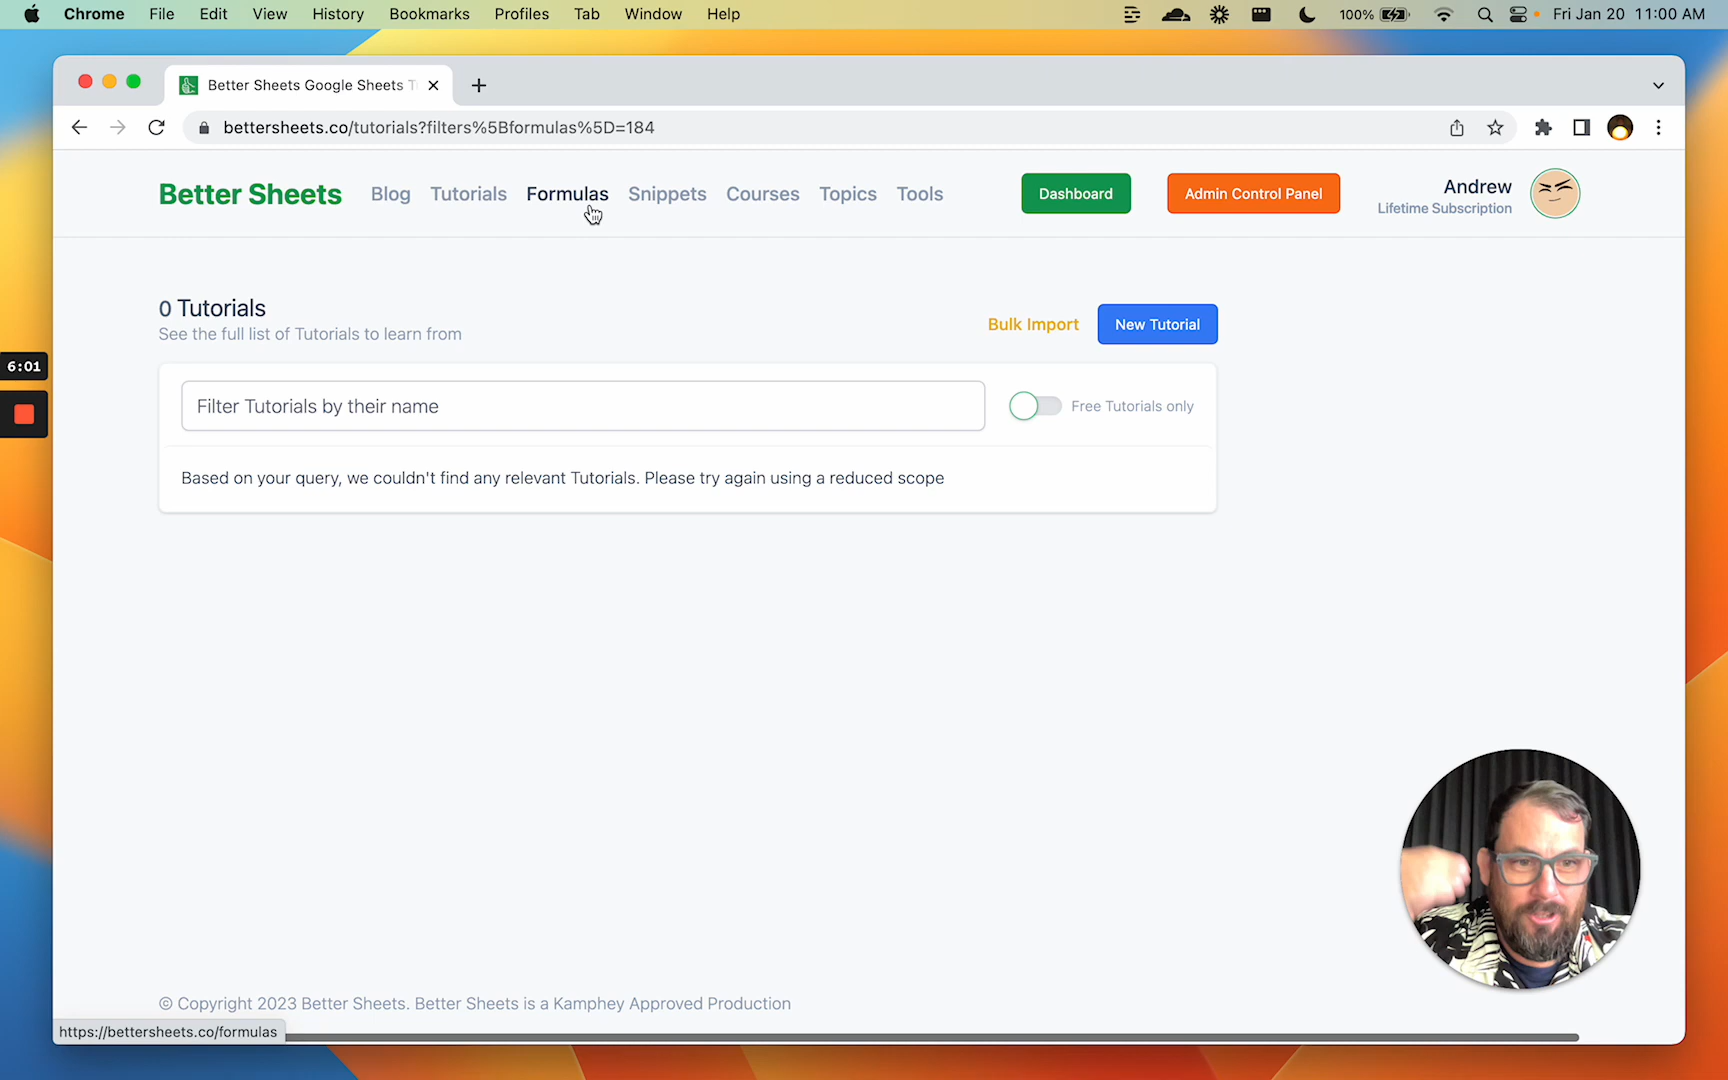 Chrome File Edit View History Bookmarks Profiles Tab Window Help 100% Fri Jan 20 11:00 AM
Better Sheets Google Sheets T
bettersheets.co/tutorials?filters%5Bformulas%5D=184
Better Sheets Blog Tutorials Formulas Snippets Courses Topics Tools Dashboard Admin Control Panel Andrew
Lifetime Subscription
0 Tutorials
See the full list of Tutorials to learn from
Bulk Import New Tutorial
6:01
Filter Tutorials by their name Free Tutorials only
Based on your query, we couldn't find any relevant Tutorials. Please try again using a reduced scope
© Copyright 2023 Better Sheets. Better Sheets is a Kamphey Approved Production
https://bettersheets.co/formulas